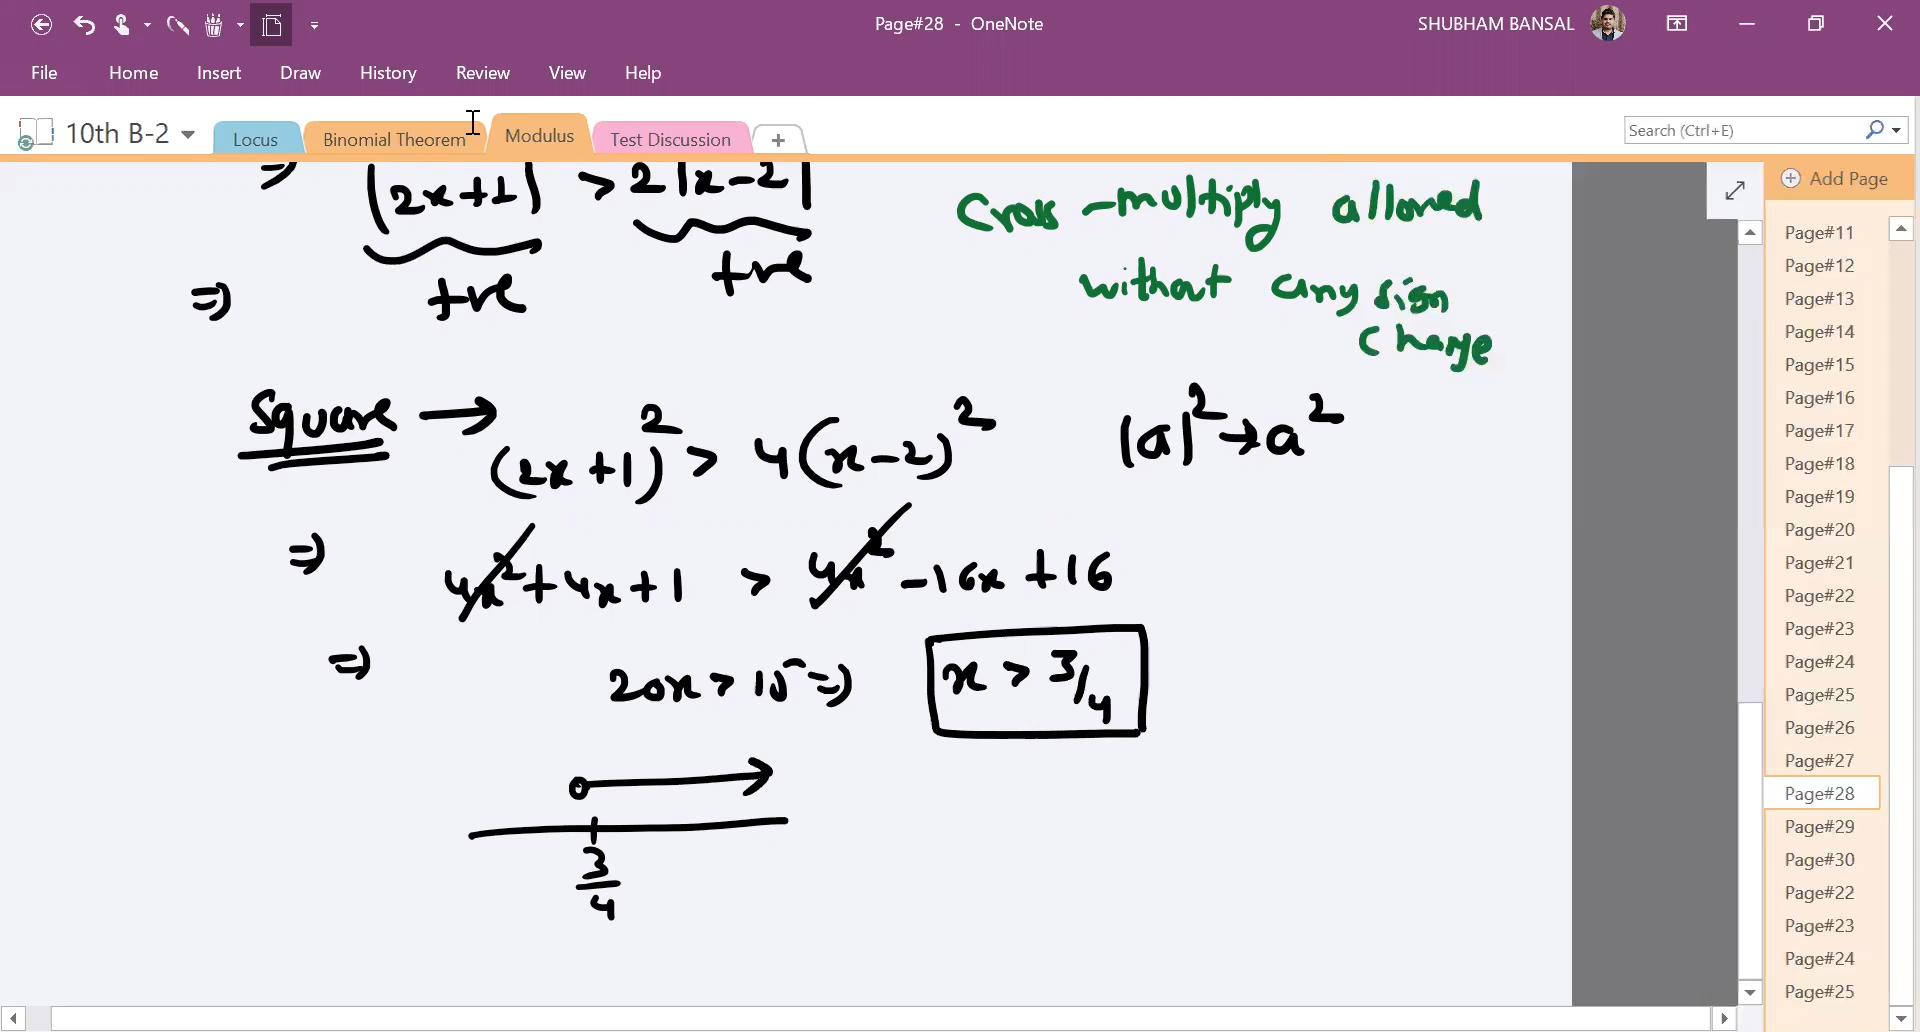 Page#28 - OneNote
SHUBHAM BANSAL
File Home Insert Draw History Review View Help
10th B-2
Locus
Binomial Theorem
Modulus
Test Discussion
+
Search (Ctrl+E)
Add Page
⇒ |2x+1| > 2|x-2|
+ve
+ve
⇒
Cross-multiply allowed
without any sign
change
Square → (2x+1)² > 4(x-2)²
|a|² → a²
⇒ 4x²+4x+1 > 4x²-16x+16
⇒ 20x > 15 ⇒ x > 3/4
3/4
Page#11
Page#12
Page#13
Page#14
Page#15
Page#16
Page#17
Page#18
Page#19
Page#20
Page#21
Page#22
Page#23
Page#24
Page#25
Page#26
Page#27
Page#28
Page#29
Page#30
Page#22
Page#23
Page#24
Page#25